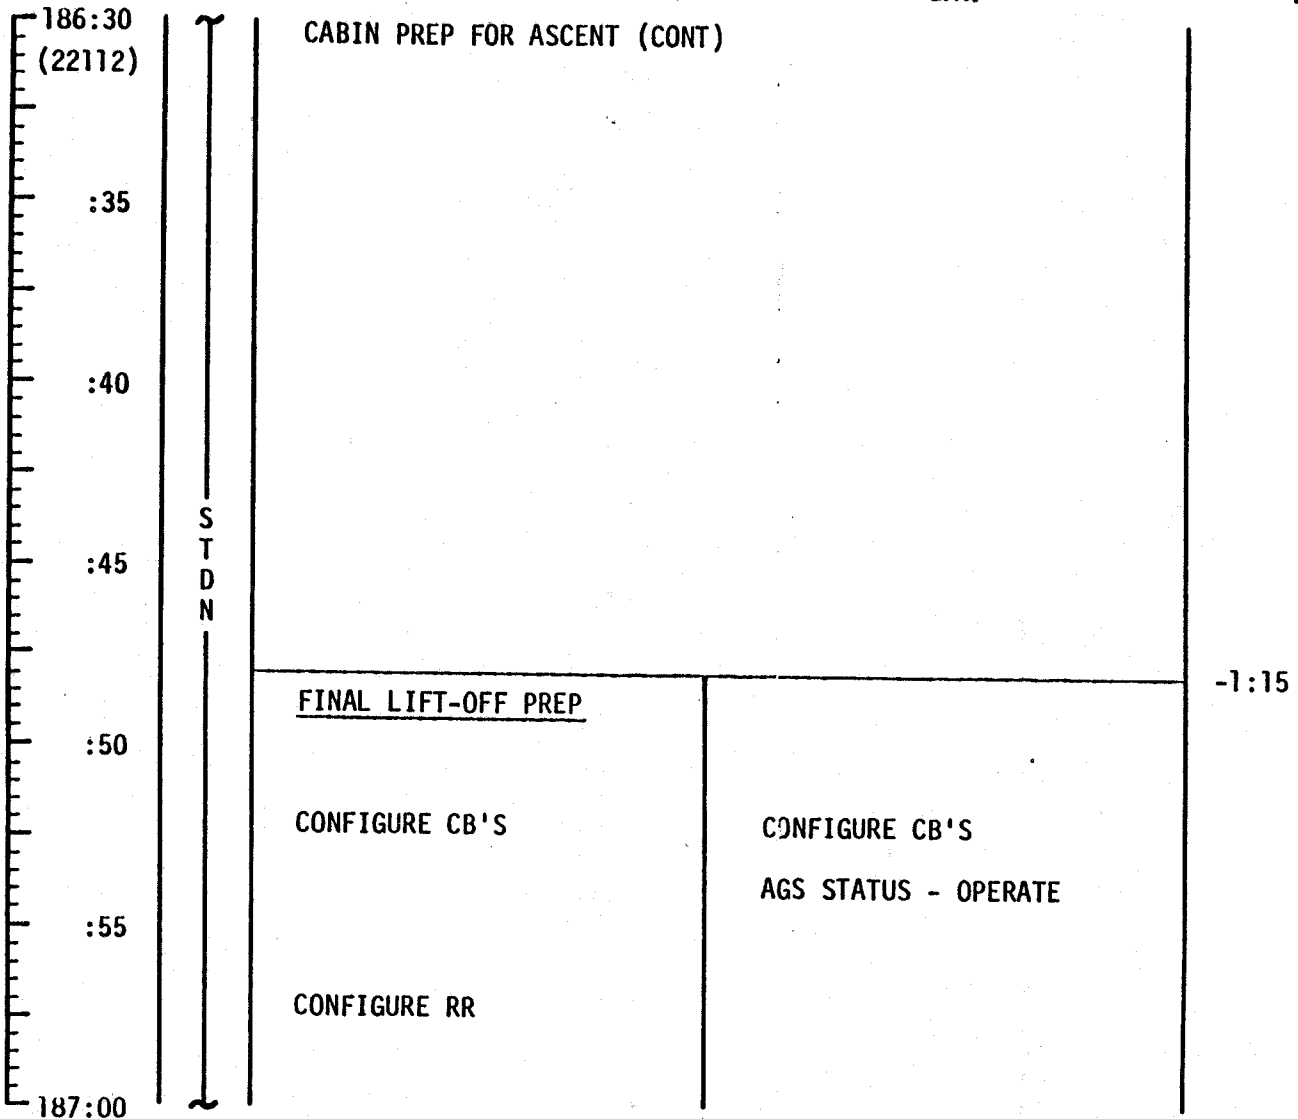 186:30
(22112)
CABIN PREP FOR ASCENT (CONT)
:35
:40
STDN
:45
-1:15
FINAL LIFT-OFF PREP
:50
CONFIGURE CB'S
CONFIGURE CB'S
AGS STATUS - OPERATE
:55
CONFIGURE RR
187:00